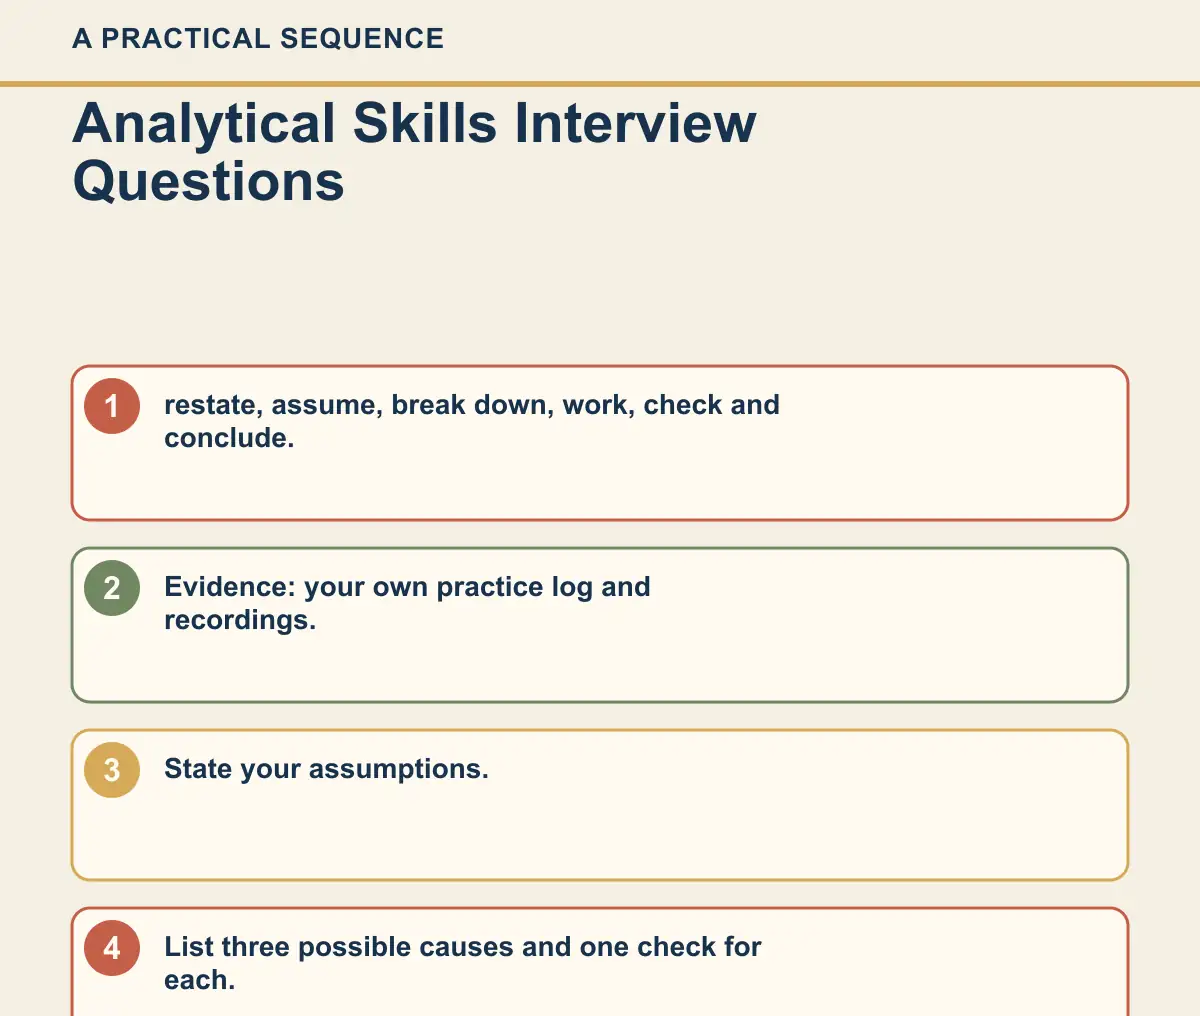 A PRACTICAL SEQUENCE
Analytical Skills Interview
Questions
1
restate, assume, break down, work, check and
conclude.
2
Evidence: your own practice log and
recordings.
3
State your assumptions.
4
List three possible causes and one check for
each.